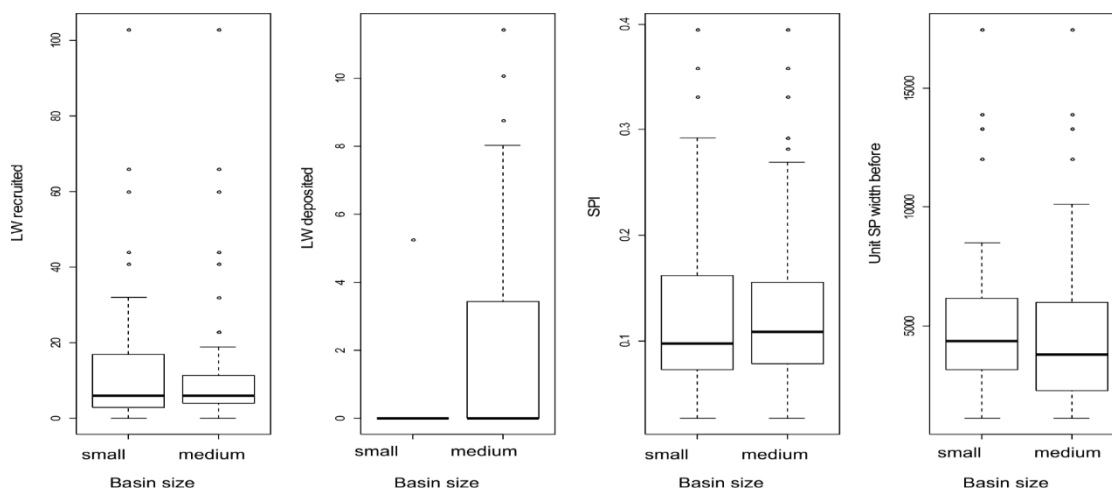 LW recruited
0
20
40
60
80
100
small
medium
Basin size
LW deposited
0
2
4
6
8
10
small
medium
Basin size
SPI
0.1
0.2
0.3
0.4
small
medium
Basin size
Unit SP width before
5000
10000
15000
small
medium
Basin size